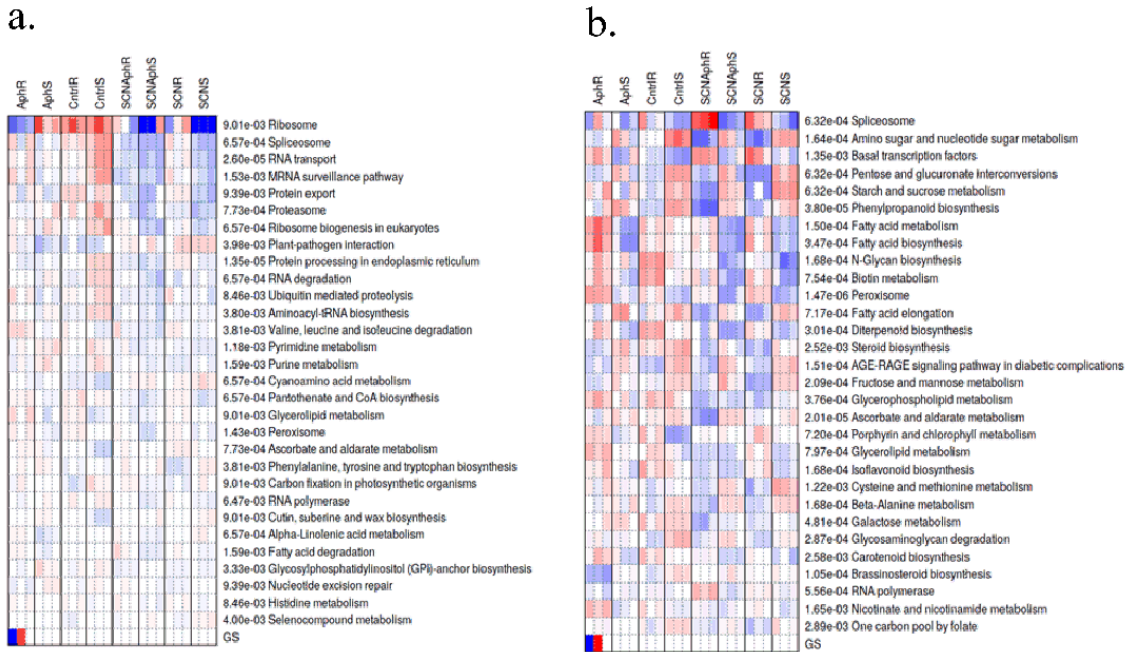 a.
AphR
AphS
CntrlR
CntrlS
SCNAphR
SCNAphS
SCNR
SCNS
9.01e-03 Ribosome
6.57e-04 Spliceosome
2.60e-05 RNA transport
1.53e-03 MRNA surveillance pathway
9.39e-03 Protein export
7.73e-04 Proteasome
6.57e-04 Ribosome biogenesis in eukaryotes
3.98e-03 Plant-pathogen interaction
1.35e-05 Protein processing in endoplasmic reticulum
6.57e-04 RNA degradation
8.46e-03 Ubiquitin mediated proteolysis
3.80e-03 Aminoacyl-tRNA biosynthesis
3.81e-03 Valine, leucine and isoleucine degradation
1.18e-03 Pyrimidine metabolism
1.59e-03 Purine metabolism
6.57e-04 Cyanoamino acid metabolism
6.57e-04 Pantothenate and CoA biosynthesis
9.01e-03 Glycerolipid metabolism
1.43e-03 Peroxisome
7.73e-04 Ascorbate and aldarate metabolism
3.81e-03 Phenylalanine, tyrosine and tryptophan biosynthesis
9.01e-03 Carbon fixation in photosynthetic organisms
6.47e-03 RNA polymerase
9.01e-03 Cutin, suberine and wax biosynthesis
6.57e-04 Alpha-Linolenic acid metabolism
1.59e-03 Fatty acid degradation
3.33e-03 Glycosylphosphatidylinositol (GPI)-anchor biosynthesis
9.39e-03 Nucleotide excision repair
8.46e-03 Histidine metabolism
4.00e-03 Selenocompound metabolism
GS
b.
AphR
AphS
CntrlR
CntrlS
SCNAphR
SCNAphS
SCNR
SCNS
6.32e-04 Spliceosome
1.64e-04 Amino sugar and nucleotide sugar metabolism
1.35e-03 Basal transcription factors
6.32e-04 Pentose and glucuronate interconversions
6.32e-04 Starch and sucrose metabolism
3.80e-05 Phenylpropanoid biosynthesis
1.50e-04 Fatty acid metabolism
3.47e-04 Fatty acid biosynthesis
1.68e-04 N-Glycan biosynthesis
7.54e-04 Biotin metabolism
1.47e-06 Peroxisome
7.17e-04 Fatty acid elongation
3.01e-04 Diterpenoid biosynthesis
2.52e-03 Steroid biosynthesis
1.51e-04 AGE-RAGE signaling pathway in diabetic complications
2.09e-04 Fructose and mannose metabolism
3.76e-04 Glycerophospholipid metabolism
2.01e-05 Ascorbate and aldarate metabolism
7.20e-04 Porphyrin and chlorophyll metabolism
7.97e-04 Glycerolipid metabolism
1.68e-04 Isoflavonoid biosynthesis
1.22e-03 Cysteine and methionine metabolism
1.68e-04 Beta-Alanine metabolism
4.81e-04 Galactose metabolism
2.87e-04 Glycosaminoglycan degradation
2.58e-03 Carotenoid biosynthesis
1.05e-04 Brassinosteroid biosynthesis
5.56e-04 RNA polymerase
1.65e-03 Nicotinate and nicotinamide metabolism
2.89e-03 One carbon pool by folate
GS